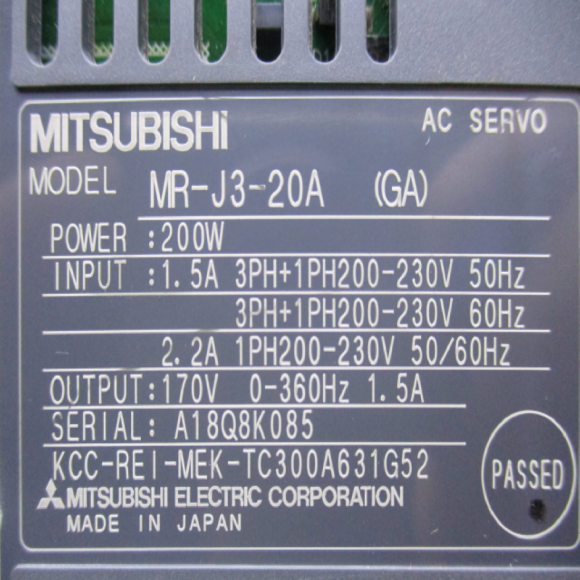 MITSUBISHI
AC SERVO
MODEL MR-J3-20A (GA)
POWER :200W
INPUT :1.5A 3PH+1PH200-230V 50Hz
3PH+1PH200-230V 60Hz
2.2A 1PH200-230V 50/60Hz
OUTPUT:170V 0-360Hz 1.5A
SERIAL: A18Q8K085
KCC-REI-MEK-TC300A631G52
PASSED
MITSUBISHI ELECTRIC CORPORATION
MADE IN JAPAN